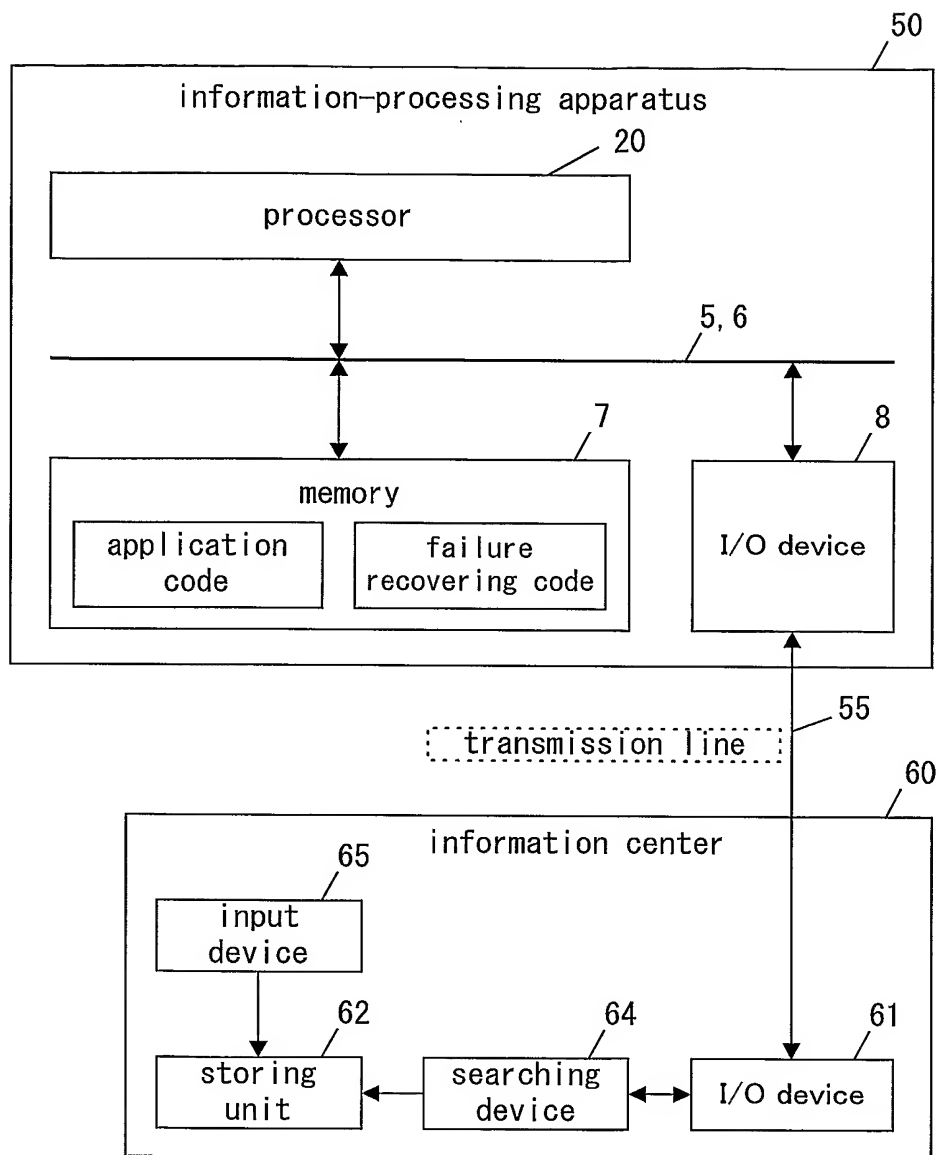 50
information-processing apparatus
20
processor
5, 6
7
8
memory
application
code
failure
recovering code
I/O device
55
transmission line
60
information center
65
input
device
62
64
61
storing
unit
searching
device
I/O device